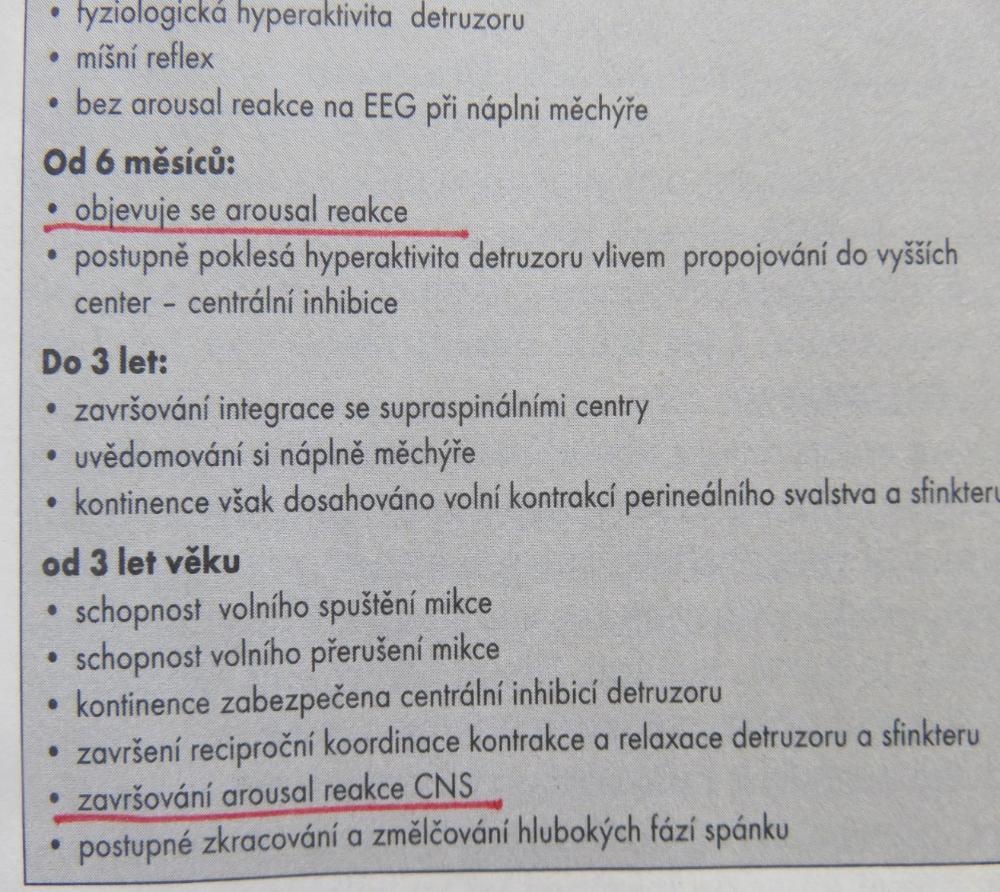 • fyziologická hyperaktivita detruzoru
• míšní reflex
• bez arousal reakce na EEG při náplni měchýře
Od 6 měsíců:
• objevuje se arousal reakce
• postupně poklesá hyperaktivita detruzoru vlivem propojování do vyšších
center – centrální inhibice
Do 3 let:
• završování integrace se supraspinálními centry
• uvědomování si náplně měchýře
• kontinence však dosahováno volní kontrakcí perineálního svalstva a sfinkteru
od 3 let věku
• schopnost volního spuštění mikce
• schopnost volního přerušení mikce
• kontinence zabezpečena centrální inhibicí detruzoru
• završení reciproční koordinace kontrakce a relaxace detruzoru a sfinkteru
• završování arousal reakce CNS
• postupné zkracování a změlčování hlubokých fází spánku